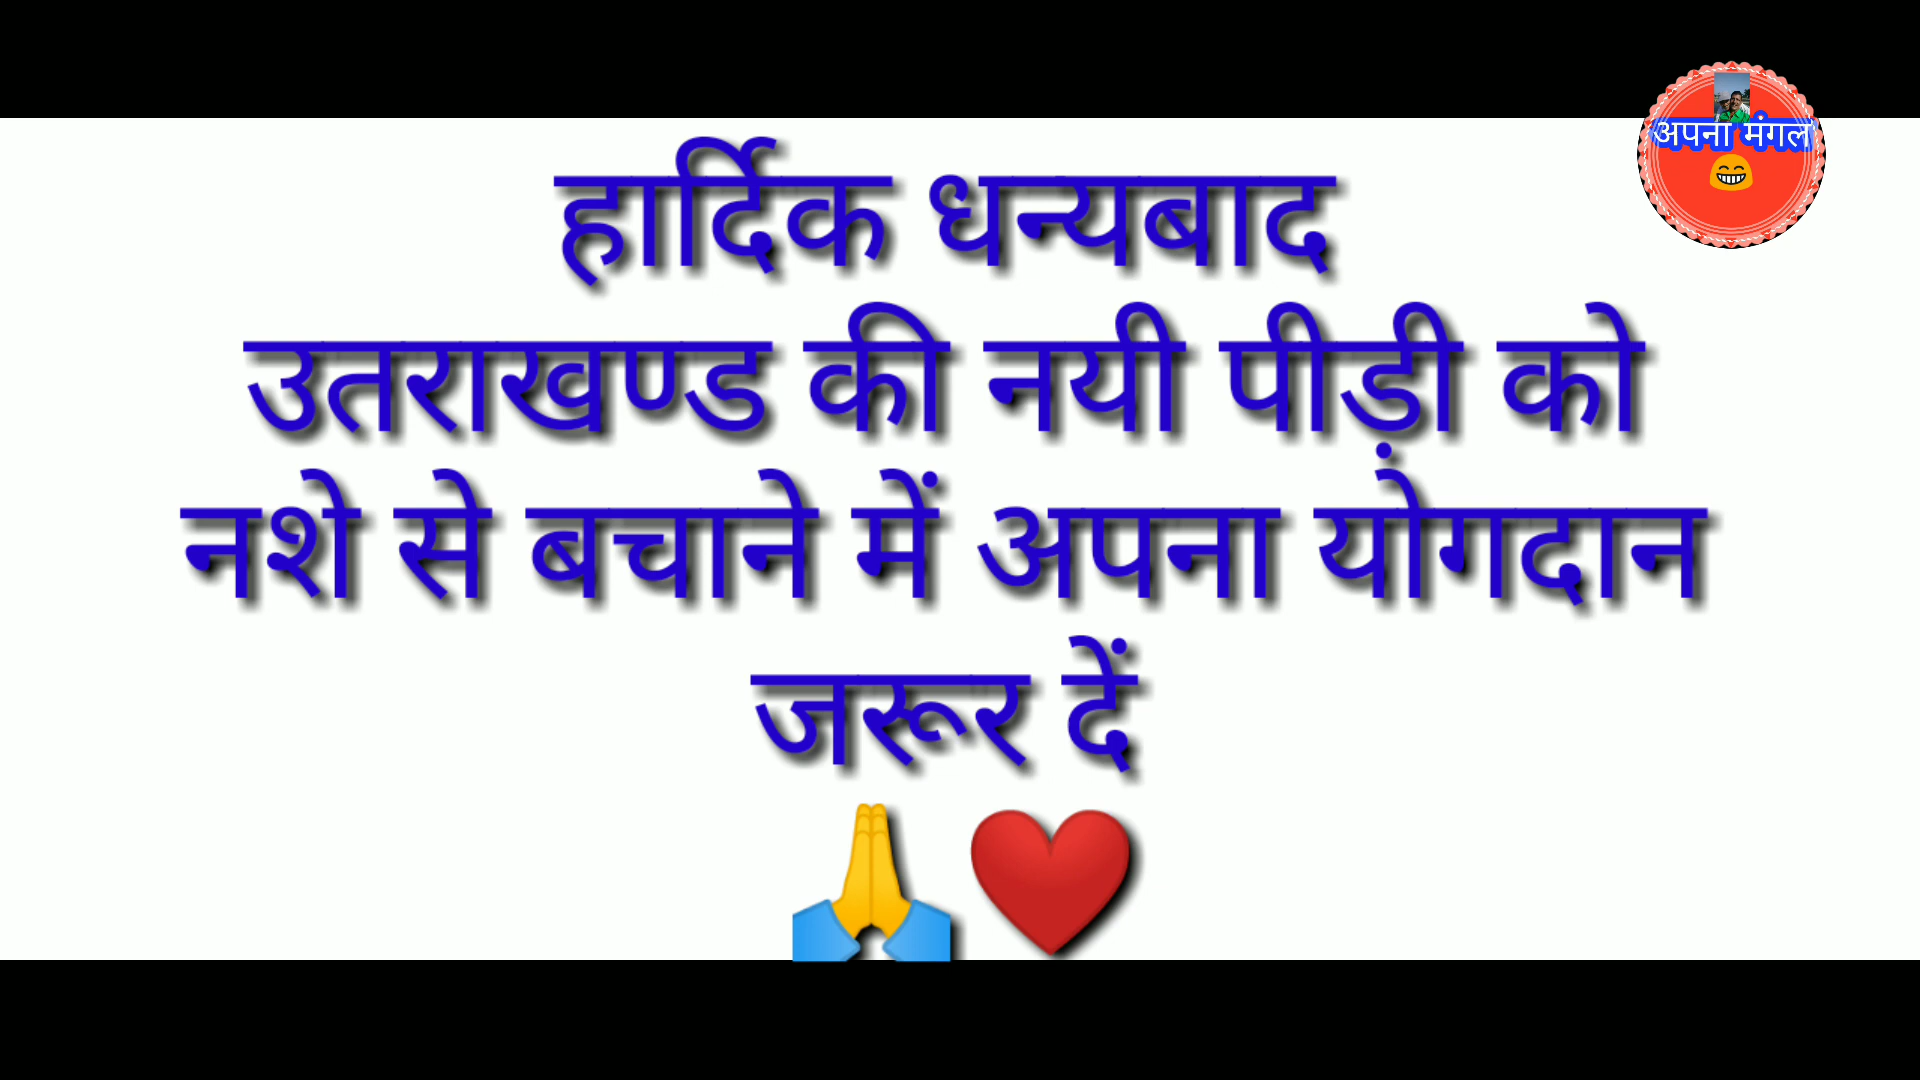 हार्दिक धन्यबाद
उतराखण्ड की नयी पीड़ी को
नशे से बचाने में अपना योगदान
जरूर दें
🙏❤️
अपना मंगल
😁